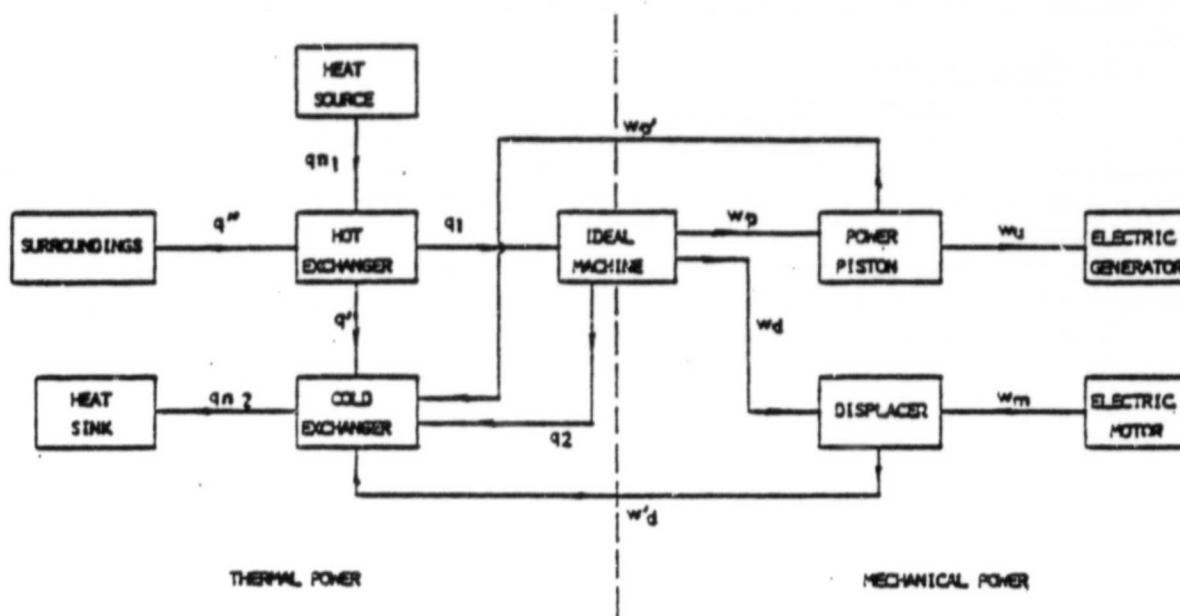 HEAT
SOURCE
wp'
qn1
q"
q1
wp
wu
SURROUNDINGS
HOT
EXCHANGER
IDEAL
MACHINE
POWER
PISTON
ELECTRIC
GENERATOR
q'
wd
HEAT
SINK
qn2
COLD
EXCHANGER
q2
DISPLACER
wm
ELECTRIC
MOTOR
w'd
THERMAL POWER
MECHANICAL POWER